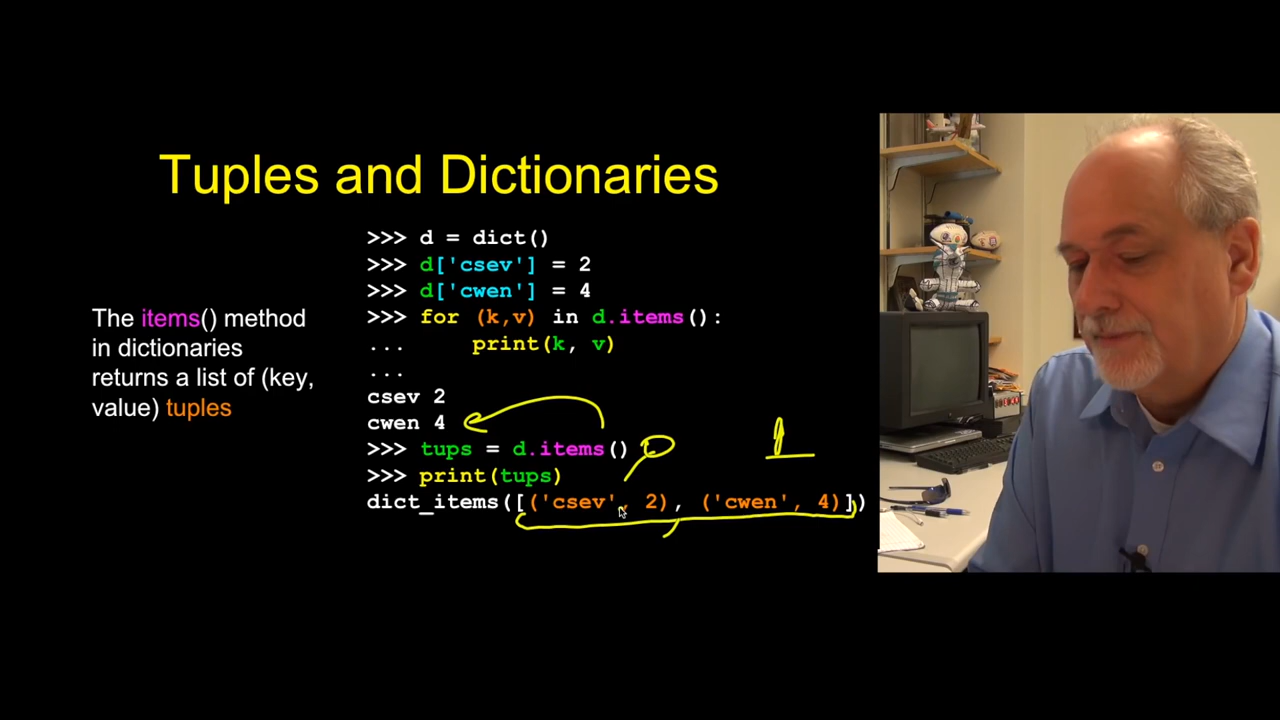 Tuples and Dictionaries
The items() method
in dictionaries
returns a list of (key,
value) tuples
>>> d = dict()
>>> d['csev'] = 2
>>> d['cwen'] = 4
>>> for (k,v) in d.items():
...     print(k, v)
...
csev 2
cwen 4
>>> tups = d.items()
>>> print(tups)
dict_items([('csev', 2), ('cwen', 4)])